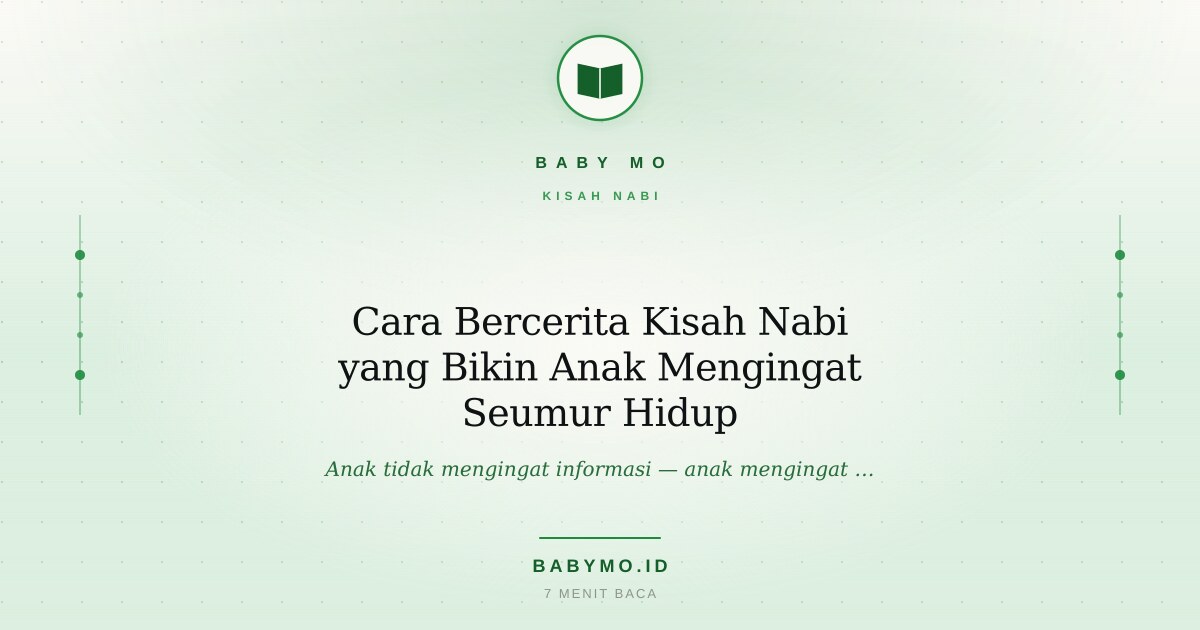 BABY MO
KISAH NABI
Cara Bercerita Kisah Nabi
yang Bikin Anak Mengingat
Seumur Hidup
Anak tidak mengingat informasi — anak mengingat ...
BABYMO.ID
7 MENIT BACA